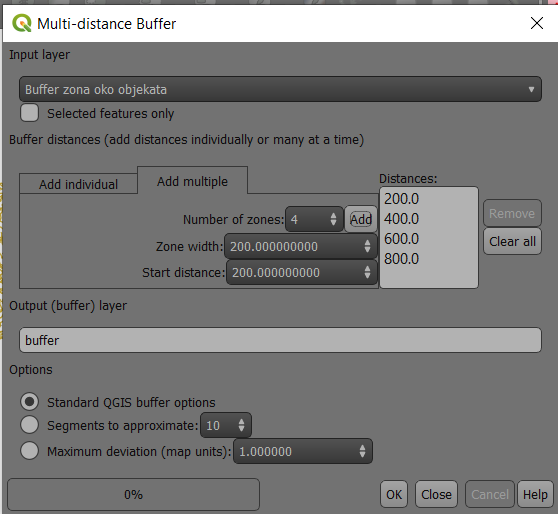 Multi-distance Buffer
Input layer
Buffer zona oko objekata
Selected features only
Buffer distances (add distances individually or many at a time)
Add individual
Add multiple
Distances:
Number of zones: 4 Add
Zone width: 200.000000000
Start distance: 200.000000000
200.0
400.0
600.0
800.0
Remove
Clear all
Output (buffer) layer
buffer
Options
Standard QGIS buffer options
Segments to approximate: 10
Maximum deviation (map units): 1.000000
0%
OK
Close
Cancel
Help